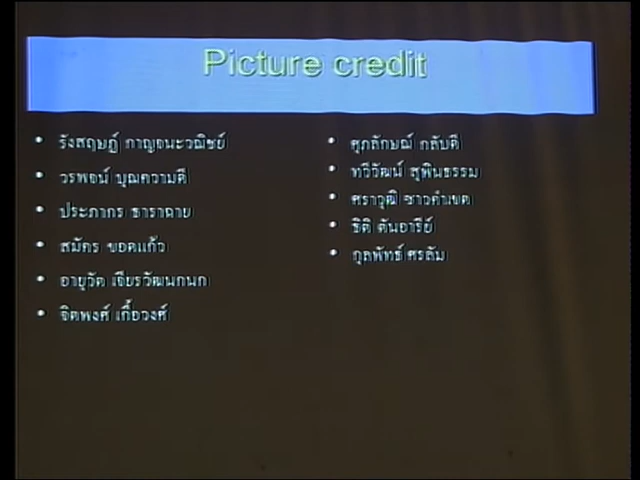 Picture credit
• รังสฤษฎ์ กาญจนะวณิชย์
• วรพจน์ บุณความดี
• ประภากร ธาราฉาย
• สมัคร ขอดแก้ว
• อายุวัต เจียรวัฒนกนก
• จิตพงศ์ เกื้อวงศ์
• ศุภลักษณ์ กลับดี
• ทวีวัฒน์ สุพินธรรม
• ศราวุฒิ ชาวคำเขต
• ธิติ ตันอารีย์
• กุลพัทธ์ ศรลัม